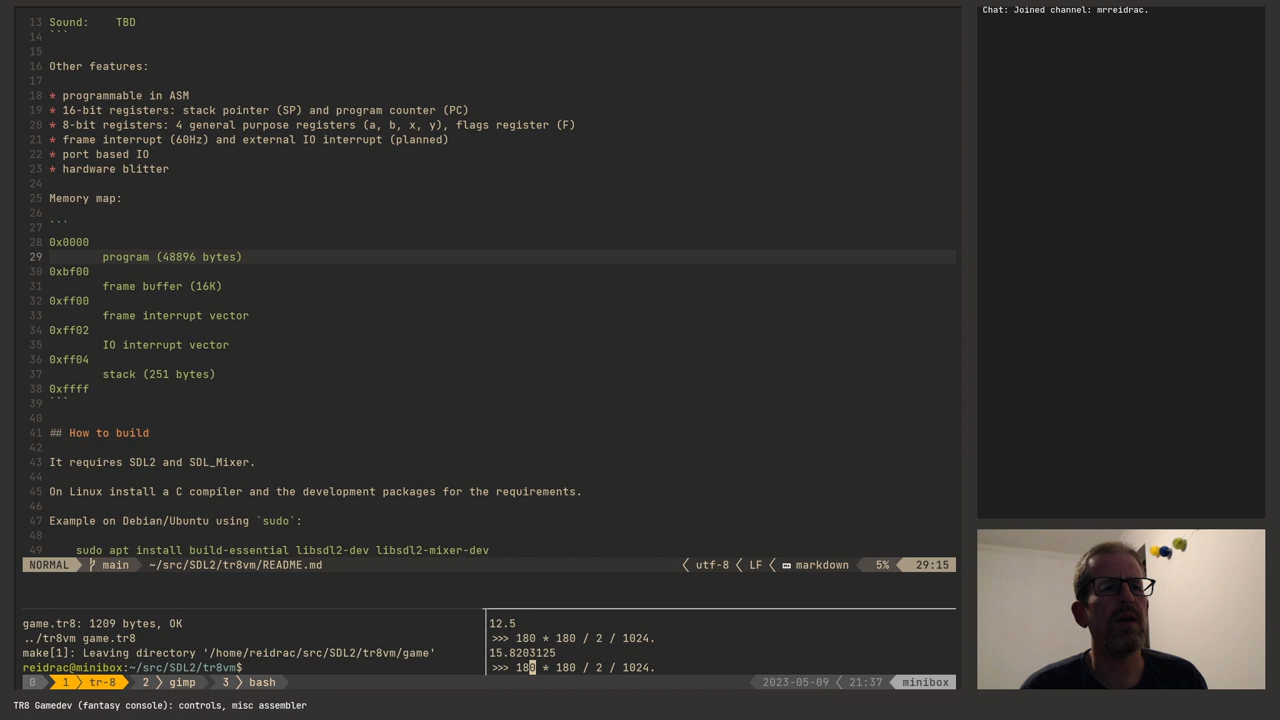 13 Sound:    TBD
14 ```
15
16 Other features:
17
18 * programmable in ASM
19 * 16-bit registers: stack pointer (SP) and program counter (PC)
20 * 8-bit registers: 4 general purpose registers (a, b, x, y), flags register (F)
21 * frame interrupt (60Hz) and external IO interrupt (planned)
22 * port based IO
23 * hardware blitter
24
25 Memory map:
26
27 ```
28 0x0000
29         program (48896 bytes)
30 0xbf00
31         frame buffer (16K)
32 0xff00
33         frame interrupt vector
34 0xff02
35         IO interrupt vector
36 0xff04
37         stack (251 bytes)
38 0xffff
39 ```
40
41 ## How to build
42
43 It requires SDL2 and SDL_Mixer.
44
45 On Linux install a C compiler and the development packages for the requirements.
46
47 Example on Debian/Ubuntu using `sudo`:
48
49     sudo apt install build-essential libsdl2-dev libsdl2-mixer-dev
NORMAL main ~/src/SDL2/tr8vm/README.md utf-8 LF markdown 5% 29:15
game.tr8: 1209 bytes, OK
../tr8vm game.tr8
make[1]: Leaving directory '/home/reidrac/src/SDL2/tr8vm/game'
reidrac@minibox:~/src/SDL2/tr8vm$
12.5
>>> 180 * 180 / 2 / 1024.
15.8203125
>>> 180 * 180 / 2 / 1024.
0 1 tr-8 2 gimp 3 bash 2023-05-09 21:37 minibox
TR8 Gamedev (fantasy console): controls, misc assembler
Chat: Joined channel: mrreidrac.